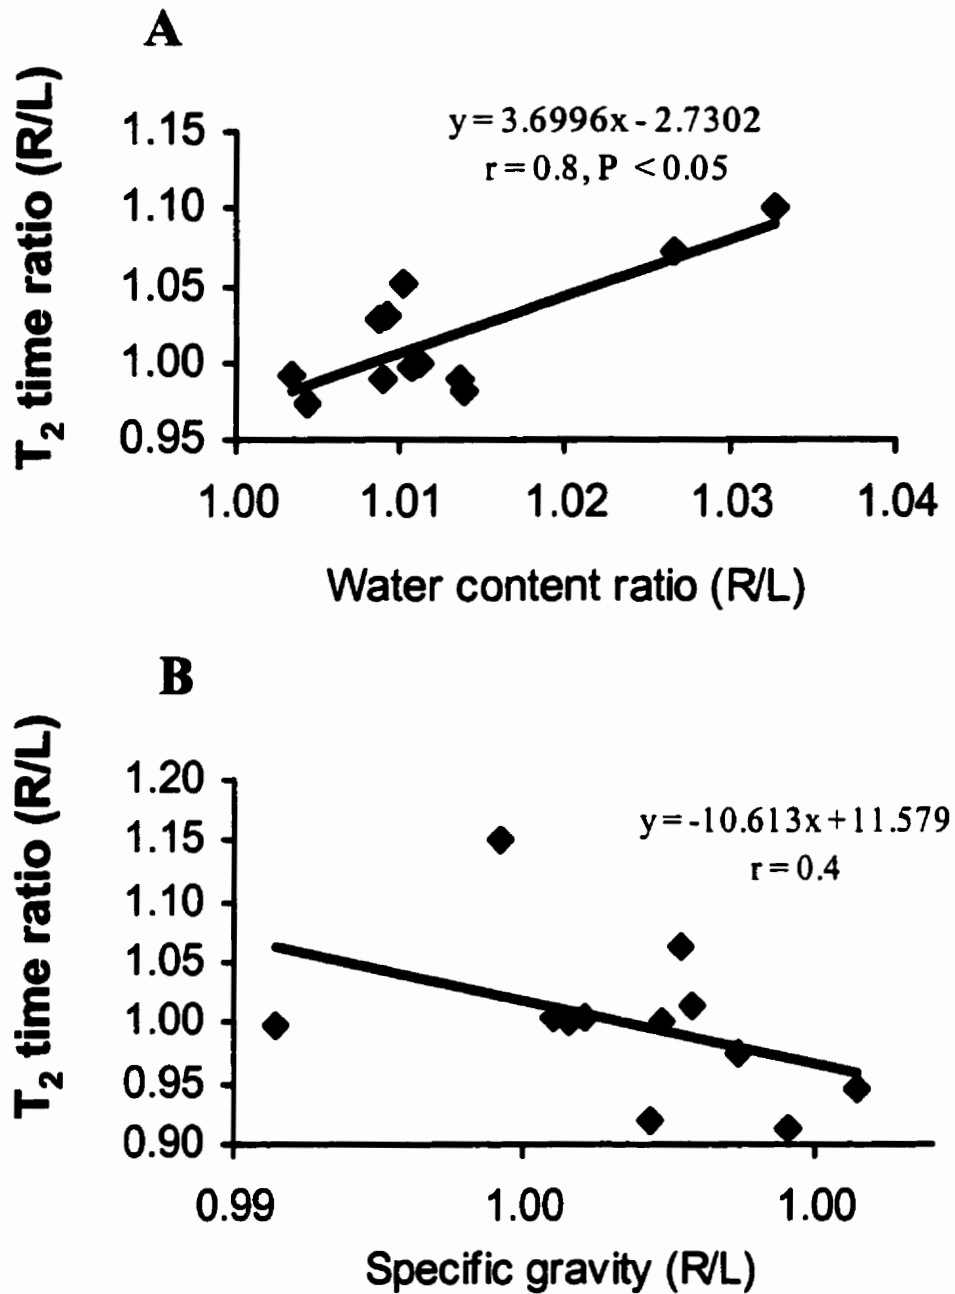 A
T₂ time ratio (R/L)
y = 3.6996x - 2.7302
r = 0.8, P < 0.05
1.15
1.10
1.05
1.00
0.95
1.00 1.01 1.02 1.03 1.04
Water content ratio (R/L)
B
T₂ time ratio (R/L)
y = -10.613x + 11.579
r = 0.4
1.20
1.15
1.10
1.05
1.00
0.95
0.90
0.99 1.00 1.00
Specific gravity (R/L)